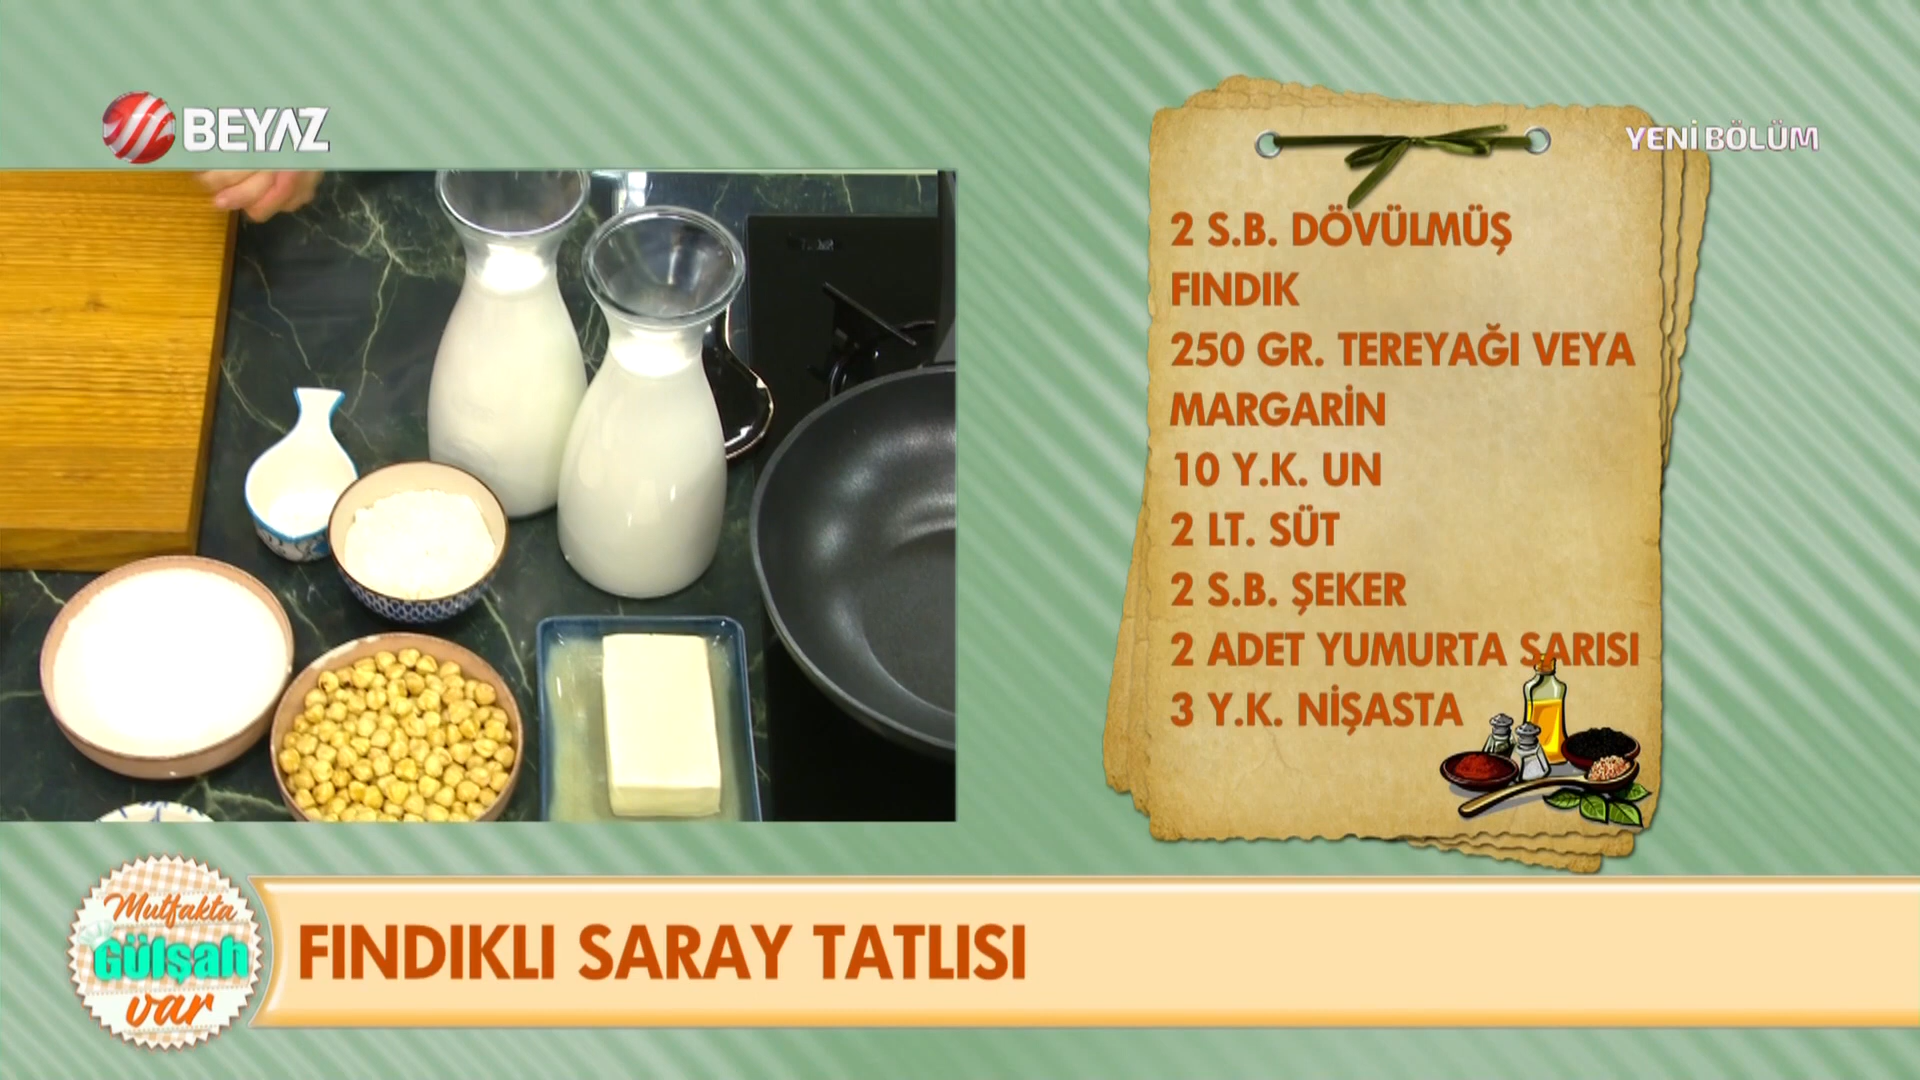 BEYAZ
YENİ BÖLÜM
2 S.B. DÖVÜLMÜŞ
FINDIK
250 GR. TEREYAĞI VEYA
MARGARİN
10 Y.K. UN
2 LT. SÜT
2 S.B. ŞEKER
2 ADET YUMURTA SARISI
3 Y.K. NİŞASTA
Mutfakta
Gülşah
var
FINDIKLI SARAY TATLISI